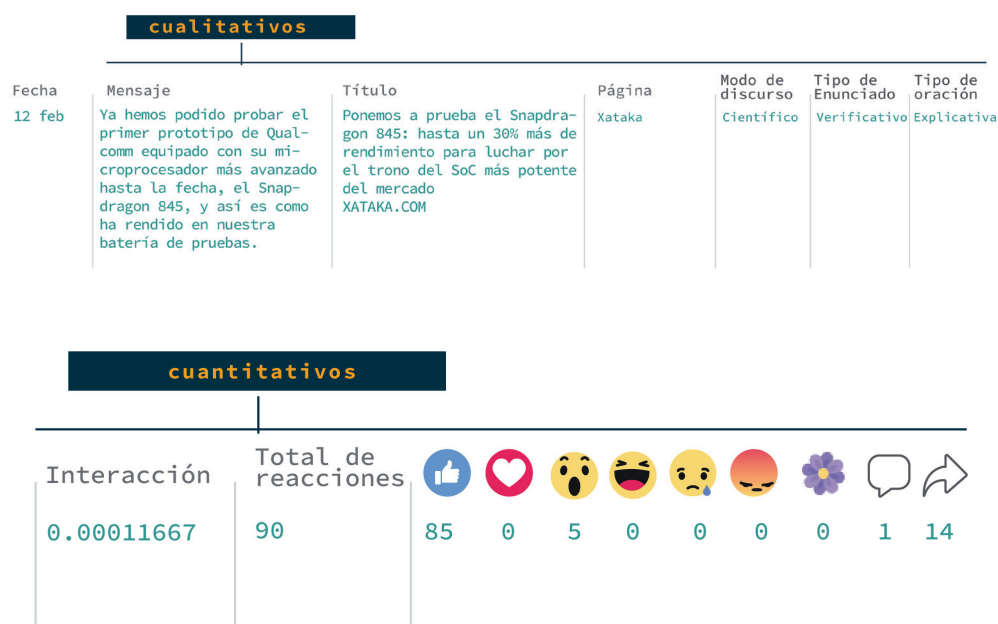 cualitativos
Fecha
Mensaje
Título
Página
Modo de
discurso
Tipo de
Enunciado
Tipo de
oración
12 feb
Ya hemos podido probar el
primer prototipo de Qual-
comm equipado con su mi-
croprocesador más avanzado
hasta la fecha, el Snap-
dragon 845, y así es como
ha rendido en nuestra
batería de pruebas.
Ponemos a prueba el Snapdra-
gon 845: hasta un 30% más de
rendimiento para luchar por
el trono del SoC más potente
del mercado
XATAKA.COM
Xataka
Científico
Verificativo
Explicativa
cuantitativos
Interacción
Total de
reacciones
0.00011667
90
85
0
5
0
0
0
0
1
14